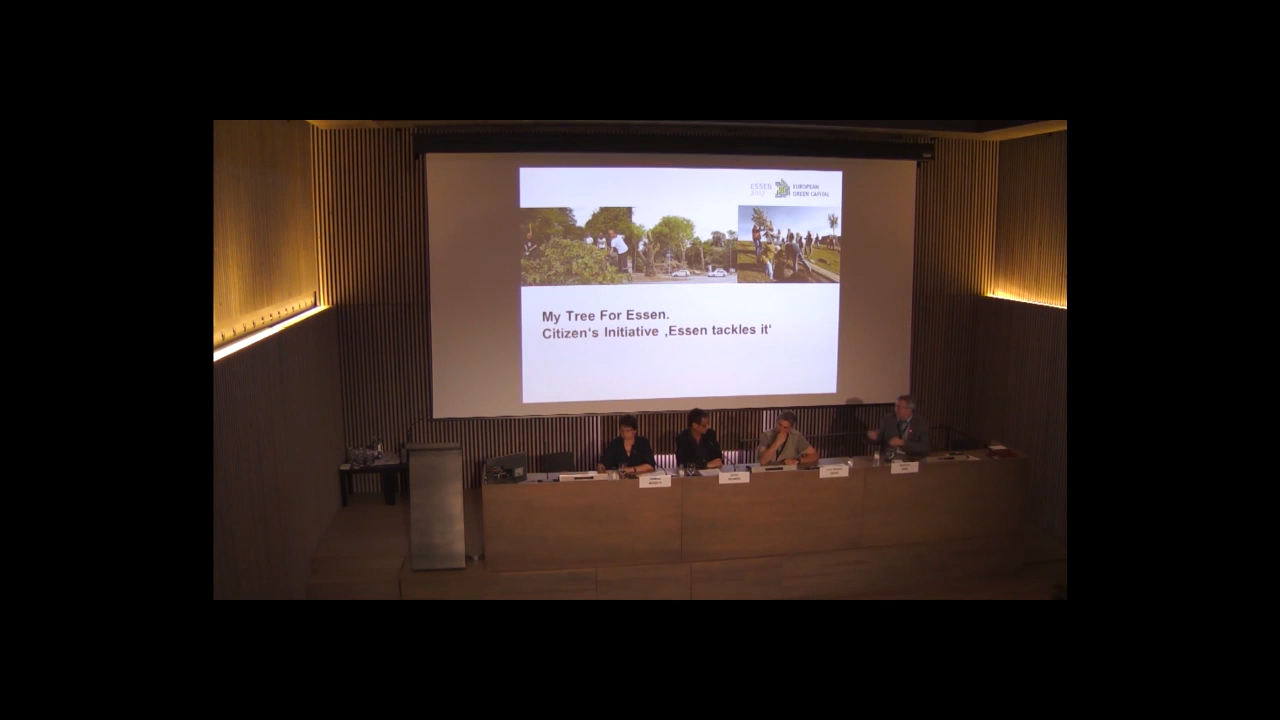 ESSEN EUROPEAN
2017 GREEN CAPITAL
My Tree For Essen.
Citizen's Initiative ‚Essen tackles it'